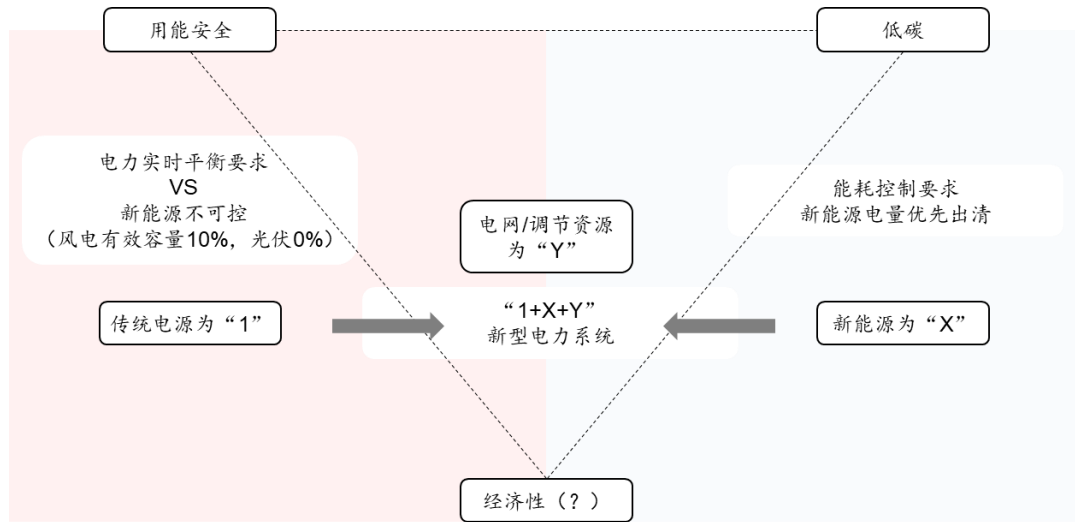 用能安全
低碳
电力实时平衡要求
VS
新能源不可控
（风电有效容量10%，光伏0%）
能耗控制要求
新能源电量优先出清
电网/调节资源
为“Y”
传统电源为“1”
“1+X+Y”
新型电力系统
新能源为“X”
经济性（？）